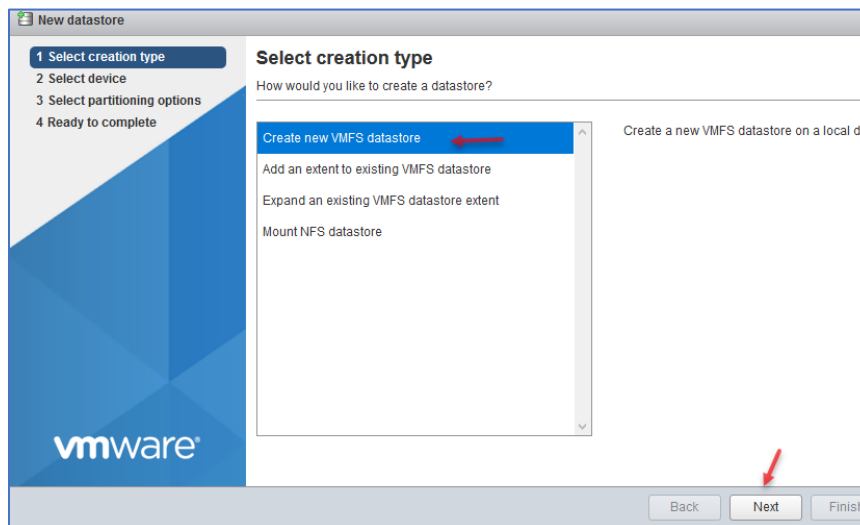 New datastore
1 Select creation type
2 Select device
3 Select partitioning options
4 Ready to complete
Select creation type
How would you like to create a datastore?
Create new VMFS datastore
Add an extent to existing VMFS datastore
Expand an existing VMFS datastore extent
Mount NFS datastore
Create a new VMFS datastore on a local d
vmware®
Back
Next
Finish